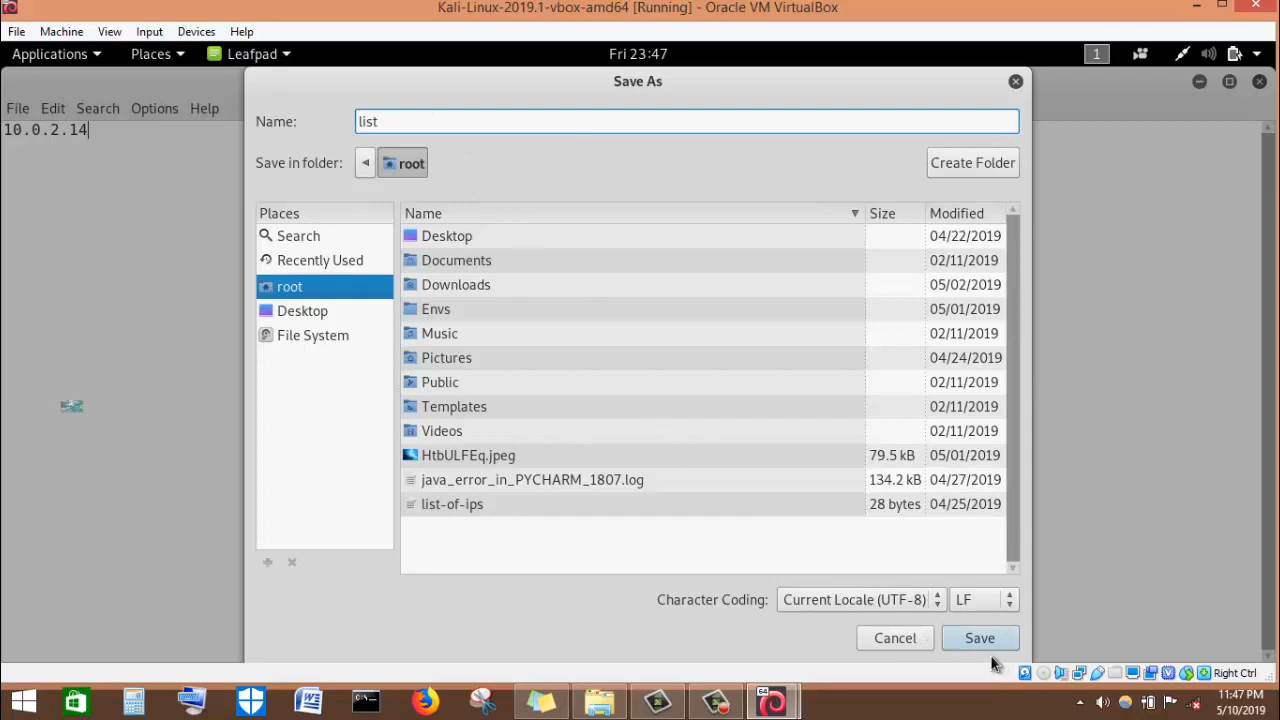 Kali-Linux-2019.1-vbox-amd64 [Running] - Oracle VM VirtualBox
File Machine View Input Devices Help
Applications Places Leafpad Fri 23:47 1
Save As
File Edit Search Options Help
10.0.2.14
Name: list
Save in folder: root Create Folder
Places Name Size Modified
Search Desktop 04/22/2019
Recently Used Documents 02/11/2019
root Downloads 05/02/2019
Desktop Envs 05/01/2019
File System Music 02/11/2019
Pictures 04/24/2019
Public 02/11/2019
Templates 02/11/2019
Videos 02/11/2019
HtbULFEq.jpeg 79.5 kB 05/01/2019
java_error_in_PYCHARM_1807.log 134.2 kB 04/27/2019
list-of-ips 28 bytes 04/25/2019
Character Coding: Current Locale (UTF-8) LF
Cancel Save
Right Ctrl
64
11:47 PM
5/10/2019